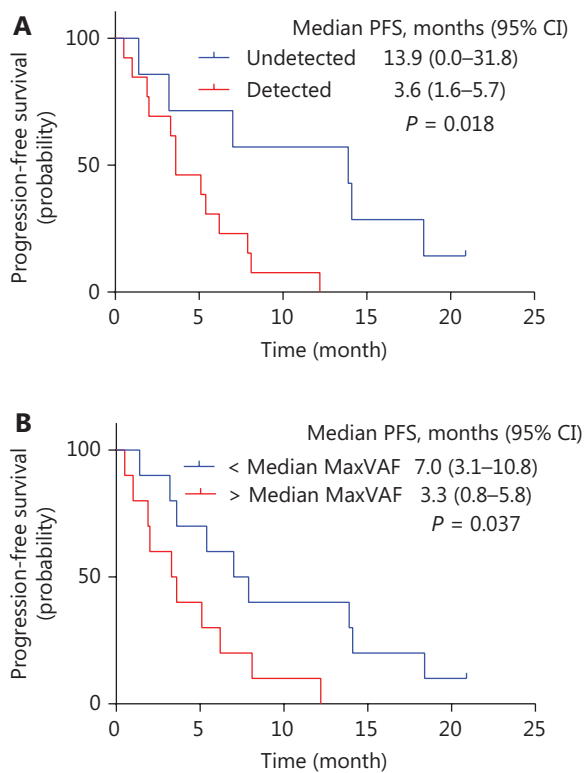 A
Median PFS, months (95% CI)
Undetected 13.9 (0.0–31.8)
Detected 3.6 (1.6–5.7)
P = 0.018
Progression-free survival
(probability)
100
50
0
0 5 10 15 20 25
Time (month)
B
Median PFS, months (95% CI)
< Median MaxVAF 7.0 (3.1–10.8)
> Median MaxVAF 3.3 (0.8–5.8)
P = 0.037
Progression-free survival
(probability)
100
50
0
0 5 10 15 20 25
Time (month)